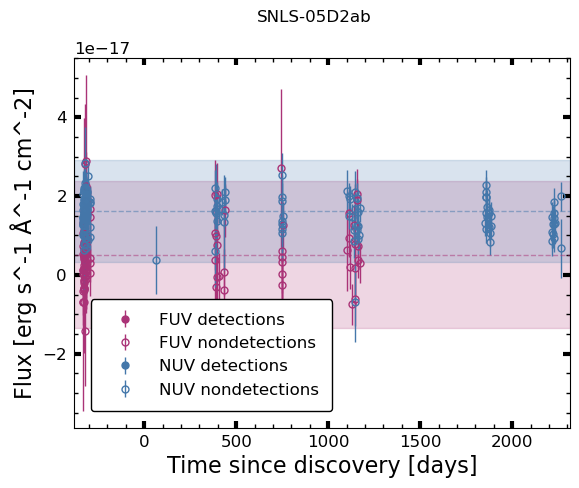 SNLS-05D2ab
1e−17
4
2
0
−2
Flux [erg s^-1 Å^-1 cm^-2]
FUV detections
FUV nondetections
NUV detections
NUV nondetections
0 500 1000 1500 2000
Time since discovery [days]